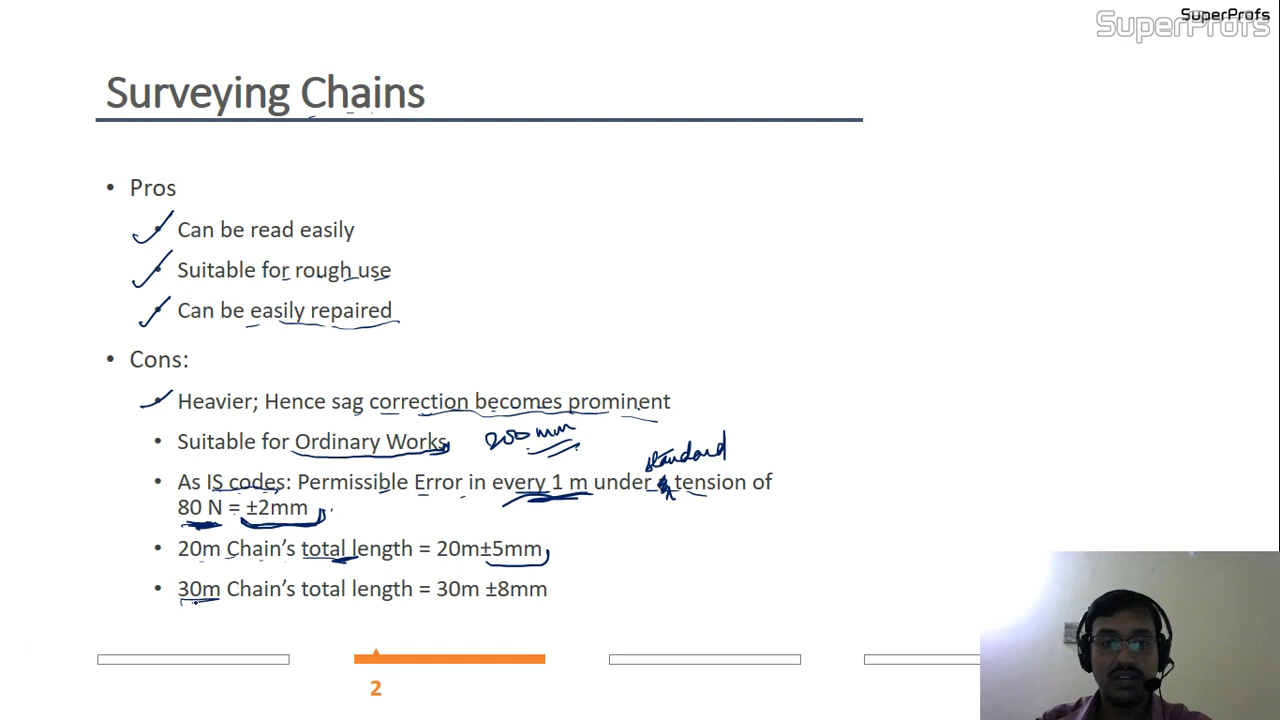 SuperProfs
SuperProfs
Surveying Chains
• Pros
• Can be read easily
• Suitable for rough use
• Can be easily repaired
• Cons:
• Heavier; Hence sag correction becomes prominent
• Suitable for Ordinary Works 200 mm
standard
• As IS codes: Permissible Error in every 1 m under tension of
80 N = ±2mm
• 20m Chain's total length = 20m±5mm
• 30m Chain's total length = 30m ±8mm
2